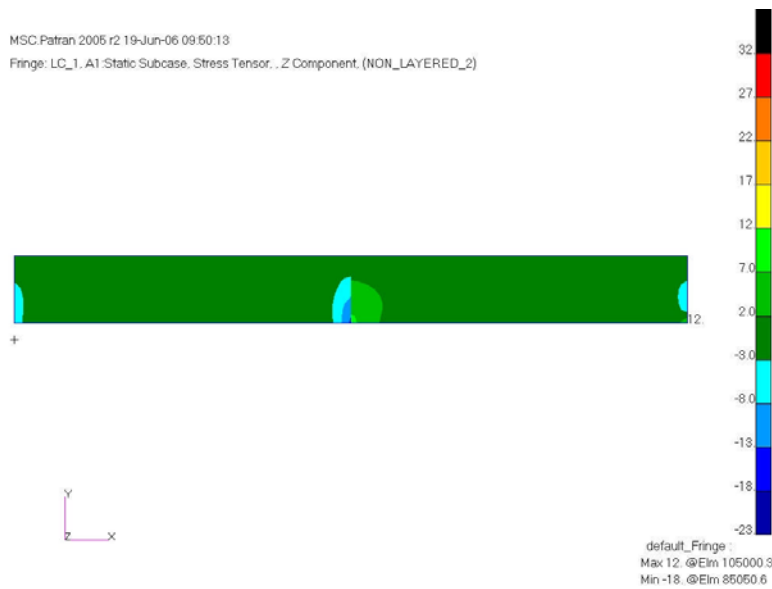 MSC.Patran 2005 r2 19-Jun-06 09:50:13
Fringe: LC_1, A1:Static Subcase, Stress Tensor, , Z Component, (NON_LAYERED_2)
32.
27.
22.
17.
12.
7.0
2.0
-3.0
-8.0
-13.
-18.
-23.
12.
Y
Z X
default_Fringe :
Max 12. @Elm 105000.3
Min -18. @Elm 85050.6